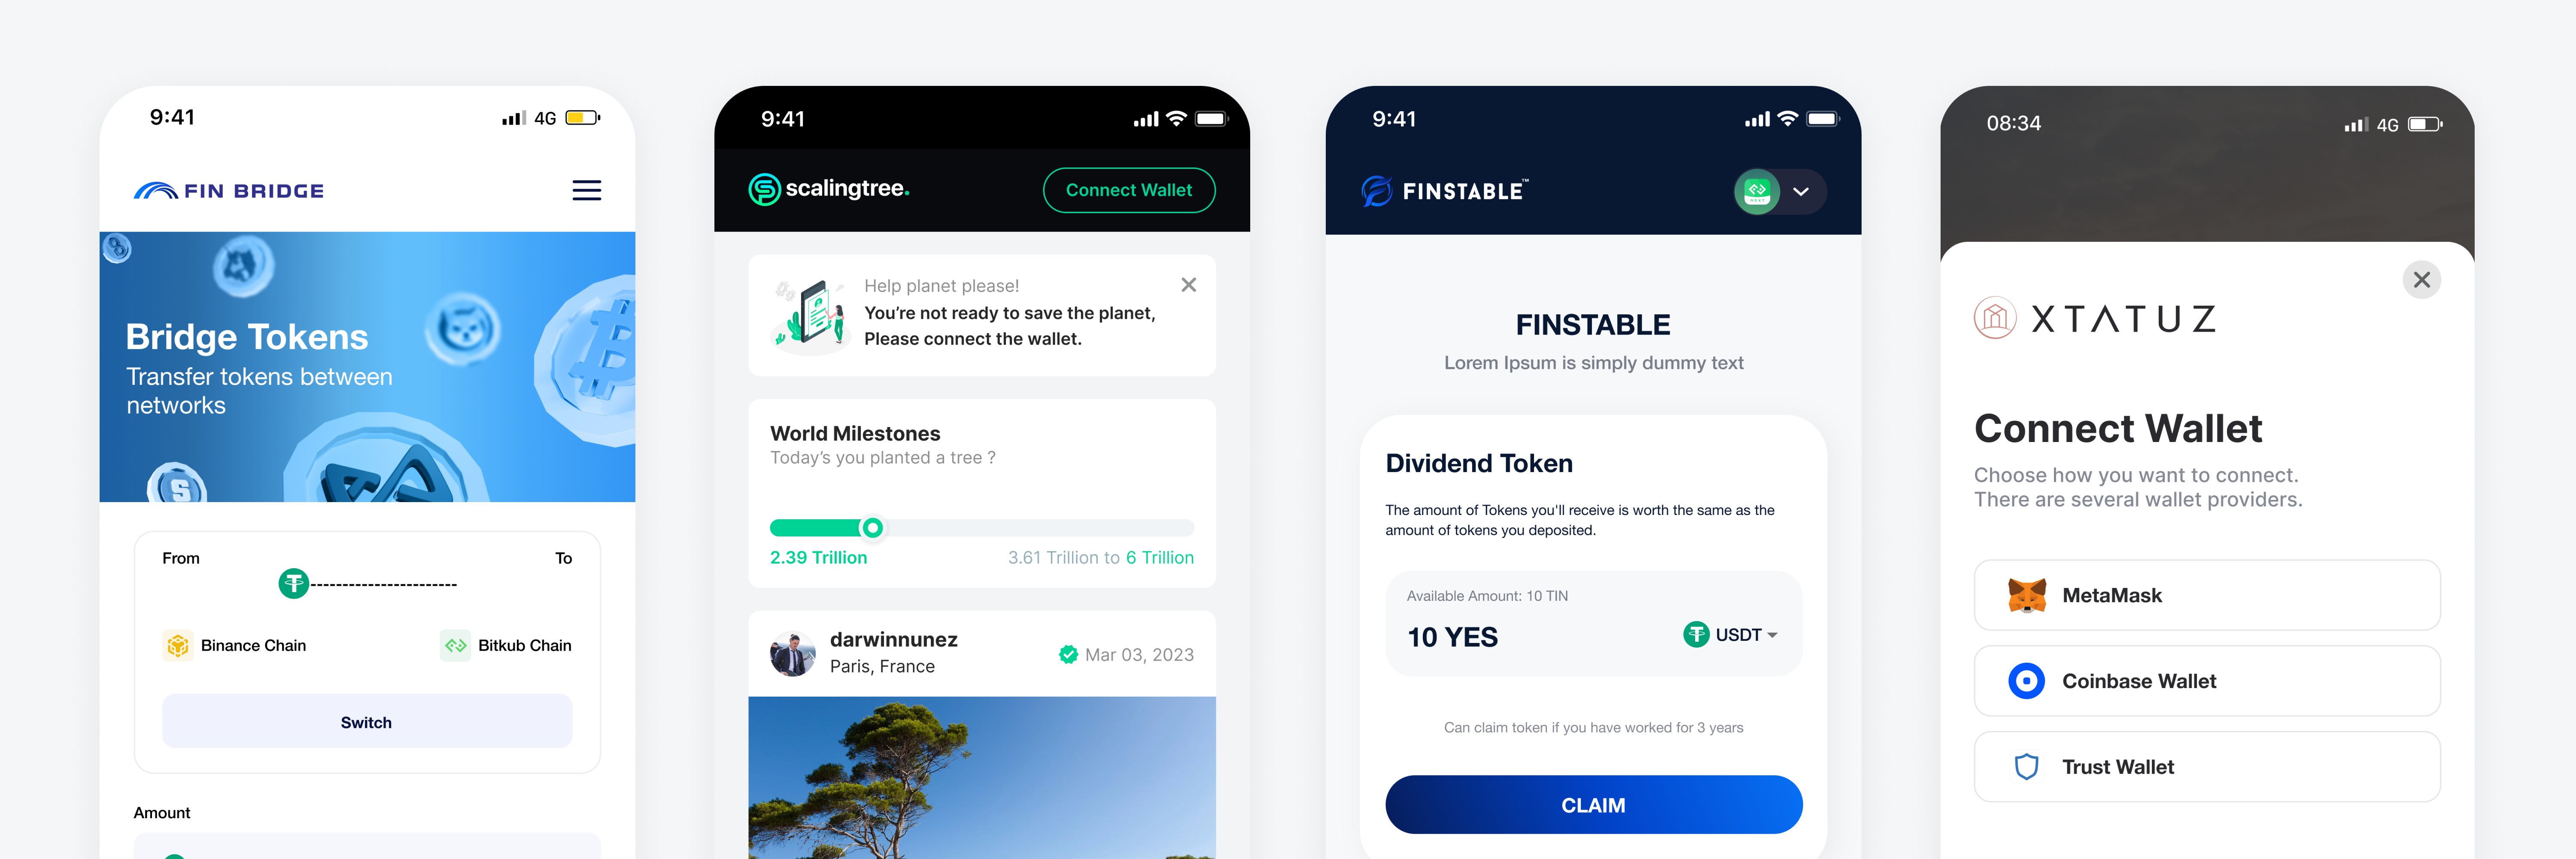 9:41
4G
FIN BRIDGE
Bridge Tokens
Transfer tokens between
networks
From
To
Binance Chain
Bitkub Chain
Switch
Amount
9:41
scalingtree.
Connect Wallet
Help planet please!
You're not ready to save the planet,
Please connect the wallet.
World Milestones
Today's you planted a tree ?
2.39 Trillion
3.61 Trillion to 6 Trillion
darwinnunez
Paris, France
Mar 03, 2023
9:41
FINSTABLE™
FINSTABLE
Lorem Ipsum is simply dummy text
Dividend Token
The amount of Tokens you'll receive is worth the same as the
amount of tokens you deposited.
Available Amount: 10 TIN
10 YES
USDT
Can claim token if you have worked for 3 years
CLAIM
08:34
4G
XTATUZ
Connect Wallet
Choose how you want to connect.
There are several wallet providers.
MetaMask
Coinbase Wallet
Trust Wallet